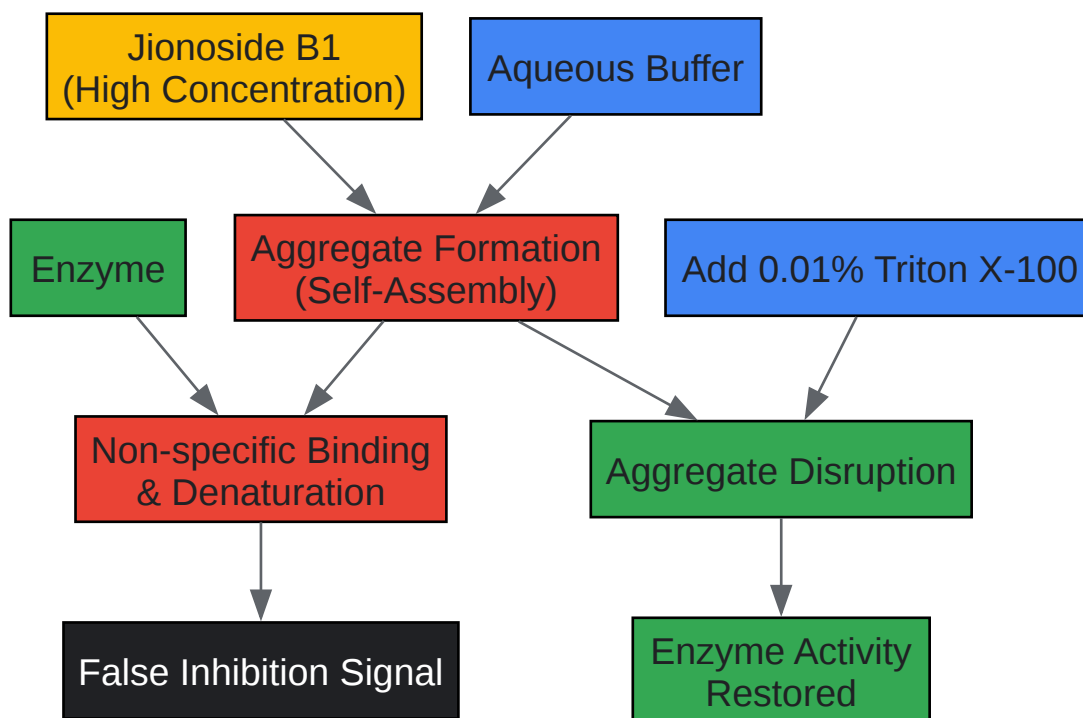 Jionoside B1
(High Concentration)
Aqueous Buffer
Enzyme
Aggregate Formation
(Self-Assembly)
Add 0.01% Triton X-100
Non-specific Binding
& Denaturation
Aggregate Disruption
False Inhibition Signal
Enzyme Activity
Restored